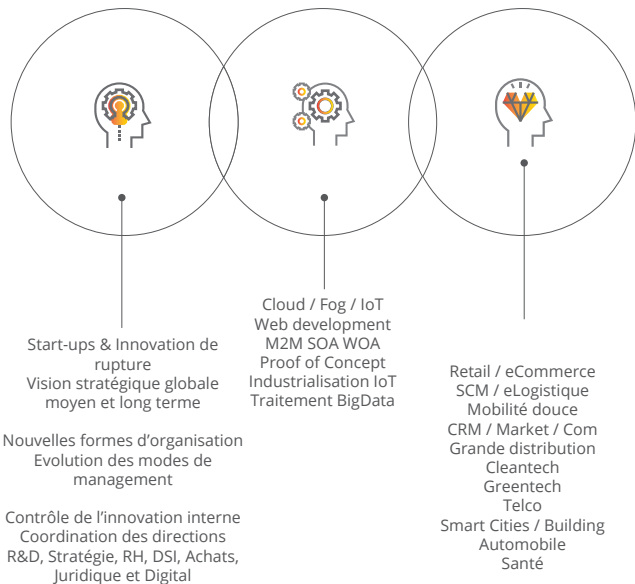 Start-ups & Innovation de
rupture
Vision stratégique globale
moyen et long terme
Nouvelles formes d’organisation
Evolution des modes de
management
Contrôle de l’innovation interne
Coordination des directions
R&D, Stratégie, RH, DSI, Achats,
Juridique et Digital
Cloud / Fog / IoT
Web development
M2M SOA WOA
Proof of Concept
Industrialisation IoT
Traitement BigData
Retail / eCommerce
SCM / eLogistique
Mobilité douce
CRM / Market / Com
Grande distribution
Cleantech
Greentech
Telco
Smart Cities / Building
Automobile
Santé